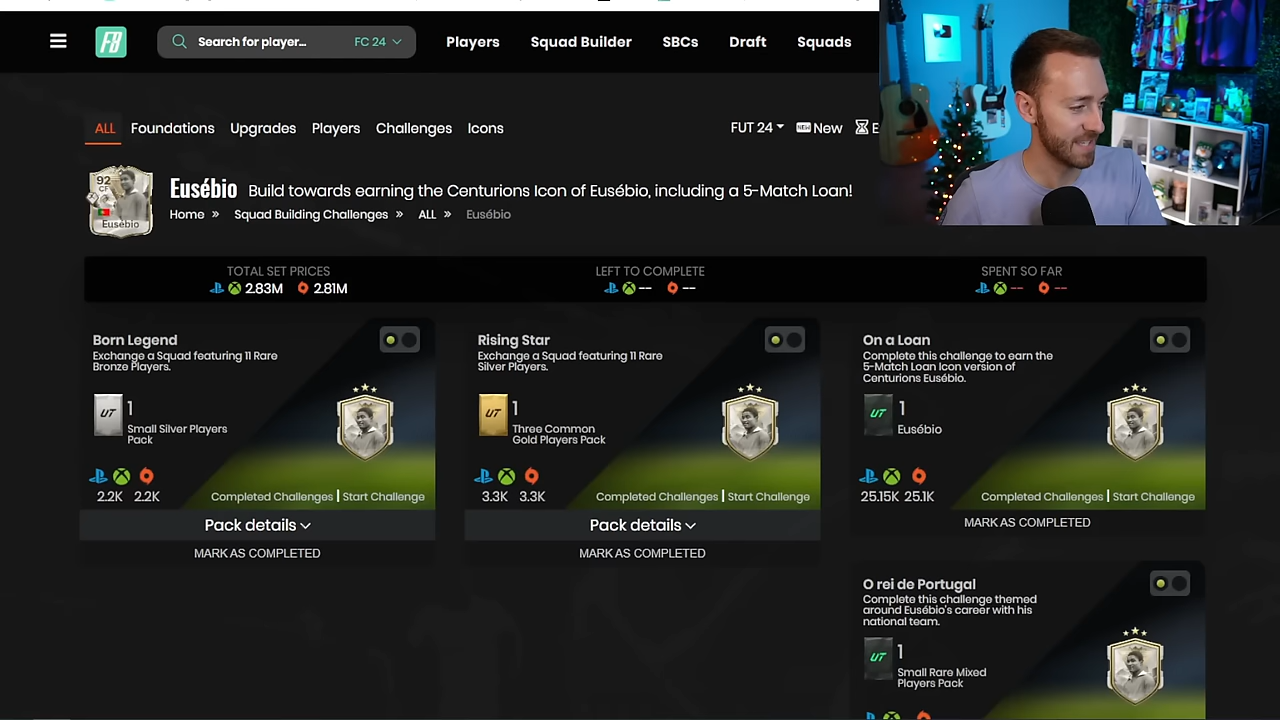 FB
Search for player...
FC 24
Players
Squad Builder
SBCs
Draft
Squads
ALL
Foundations
Upgrades
Players
Challenges
Icons
FUT 24
NEW New
E
92
CF
Eusébio
Eusébio
Build towards earning the Centurions Icon of Eusébio, including a 5-Match Loan!
Home » Squad Building Challenges » ALL » Eusébio
TOTAL SET PRICES
2.83M 2.81M
LEFT TO COMPLETE
-- --
SPENT SO FAR
-- --
Born Legend
Exchange a Squad featuring 11 Rare
Bronze Players.
UT
1
Small Silver Players
Pack
2.2K 2.2K
Completed Challenges | Start Challenge
Pack details
MARK AS COMPLETED
Rising Star
Exchange a Squad featuring 11 Rare
Silver Players.
UT
1
Three Common
Gold Players Pack
3.3K 3.3K
Completed Challenges | Start Challenge
Pack details
MARK AS COMPLETED
On a Loan
Complete this challenge to earn the
5-Match Loan Icon version of
Centurions Eusébio.
UT
1
Eusébio
25.15K 25.1K
Completed Challenges | Start Challenge
MARK AS COMPLETED
O rei de Portugal
Complete this challenge themed
around Eusébio's career with his
national team.
UT
1
Small Rare Mixed
Players Pack